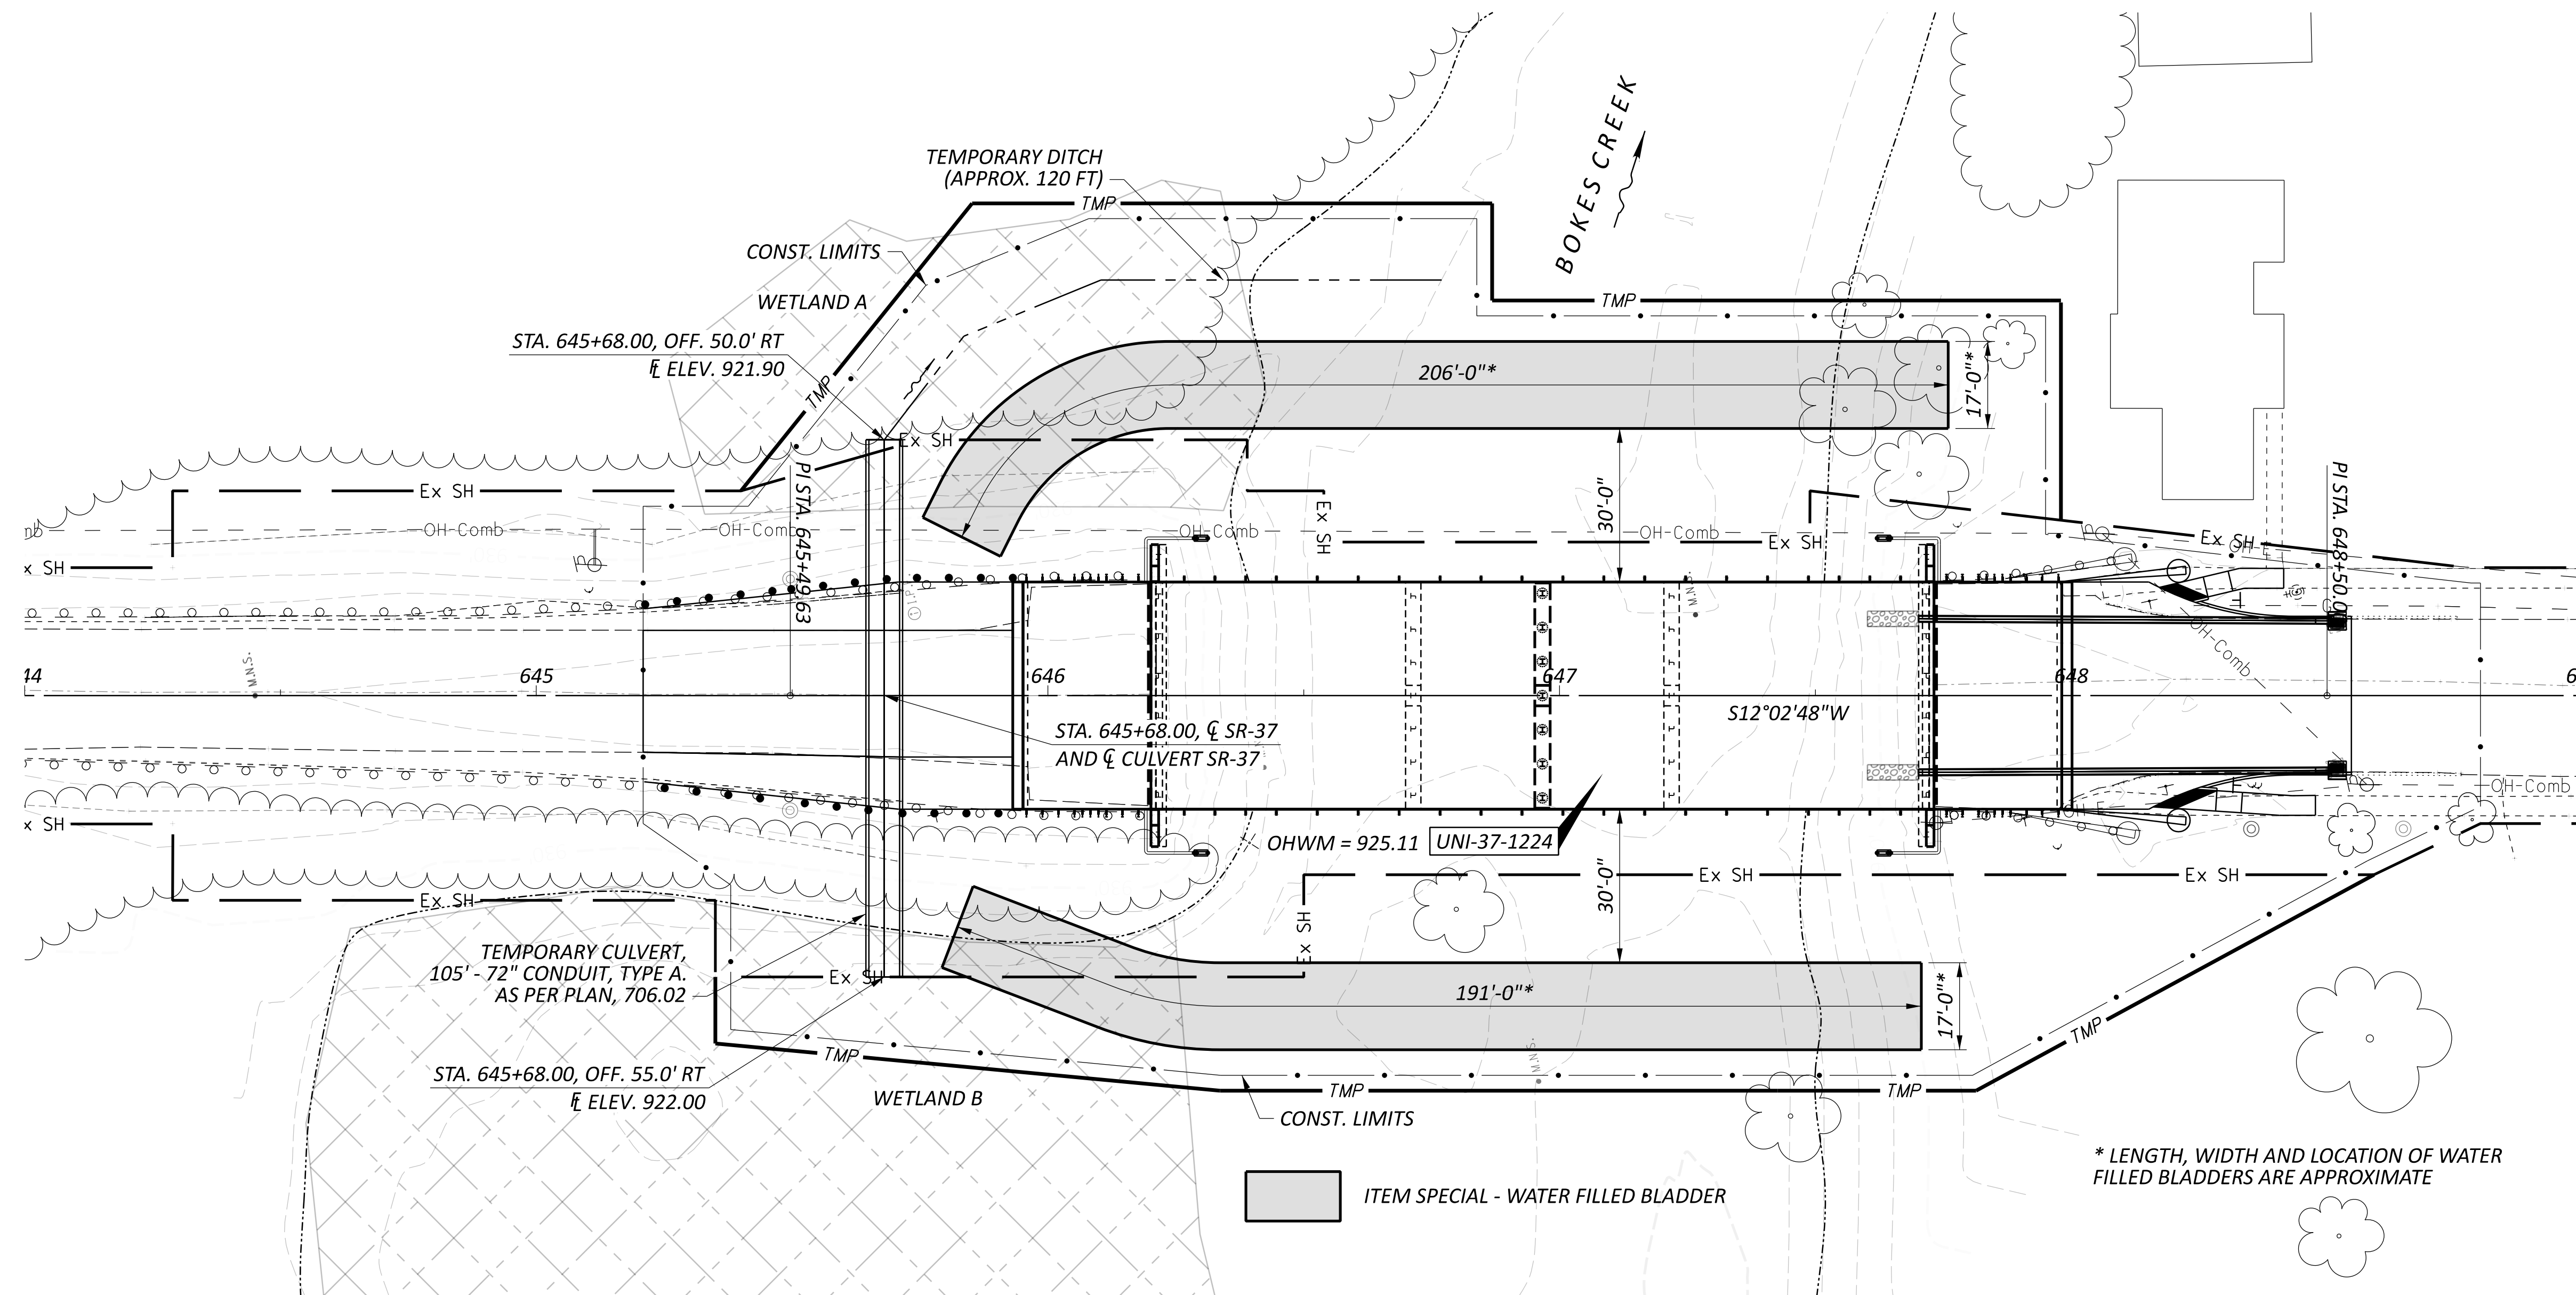 TEMPORARY DITCH
(APPROX. 120 FT)
TMP
BOKES CREEK
CONST. LIMITS
WETLAND A
TMP
STA. 645+68.00, OFF. 50.0' RT
℄ ELEV. 921.90
TMP
206'-0"*
17'-0"*
Ex SH
Ex SH
PI STA. 645+49.63
30'-0"
PI STA. 648+50.0
OH-Comb
OH-Comb
OH-Comb
OH-Comb
Ex SH
Ex SH
Ex SH
OH-E
x SH
OH-Comb
M.N.S.
M.N.S.
44
645
646
647
648
6
S12°02'48"W
STA. 645+68.00, ℄ SR-37
AND ℄ CULVERT SR-37
OH-Comb
x SH
OHWM = 925.11
UNI-37-1224
30'-0"
Ex SH
Ex SH
Ex SH
Ex SH
TEMPORARY CULVERT,
105' - 72" CONDUIT, TYPE A.
AS PER PLAN, 706.02
Ex SH
191'-0"*
17'-0"*
TMP
TMP
STA. 645+68.00, OFF. 55.0' RT
℄ ELEV. 922.00
WETLAND B
M.N.S.
TMP
TMP
CONST. LIMITS
* LENGTH, WIDTH AND LOCATION OF WATER
FILLED BLADDERS ARE APPROXIMATE
ITEM SPECIAL - WATER FILLED BLADDER